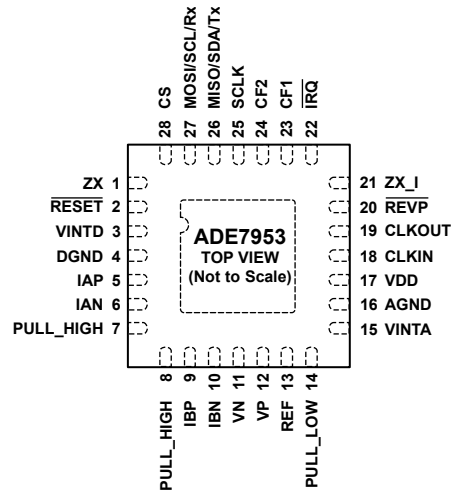 28 CS
27 MOSI/SCL/Rx
26 MISO/SDA/Tx
25 SCLK
24 CF2
23 CF1
22 IRQ
ZX 1
RESET 2
VINTD 3
DGND 4
IAP 5
IAN 6
PULL_HIGH 7
ADE7953
TOP VIEW
(Not to Scale)
21 ZX_I
20 REVP
19 CLKOUT
18 CLKIN
17 VDD
16 AGND
15 VINTA
PULL_HIGH 8
IBP 9
IBN 10
VN 11
VP 12
REF 13
PULL_LOW 14